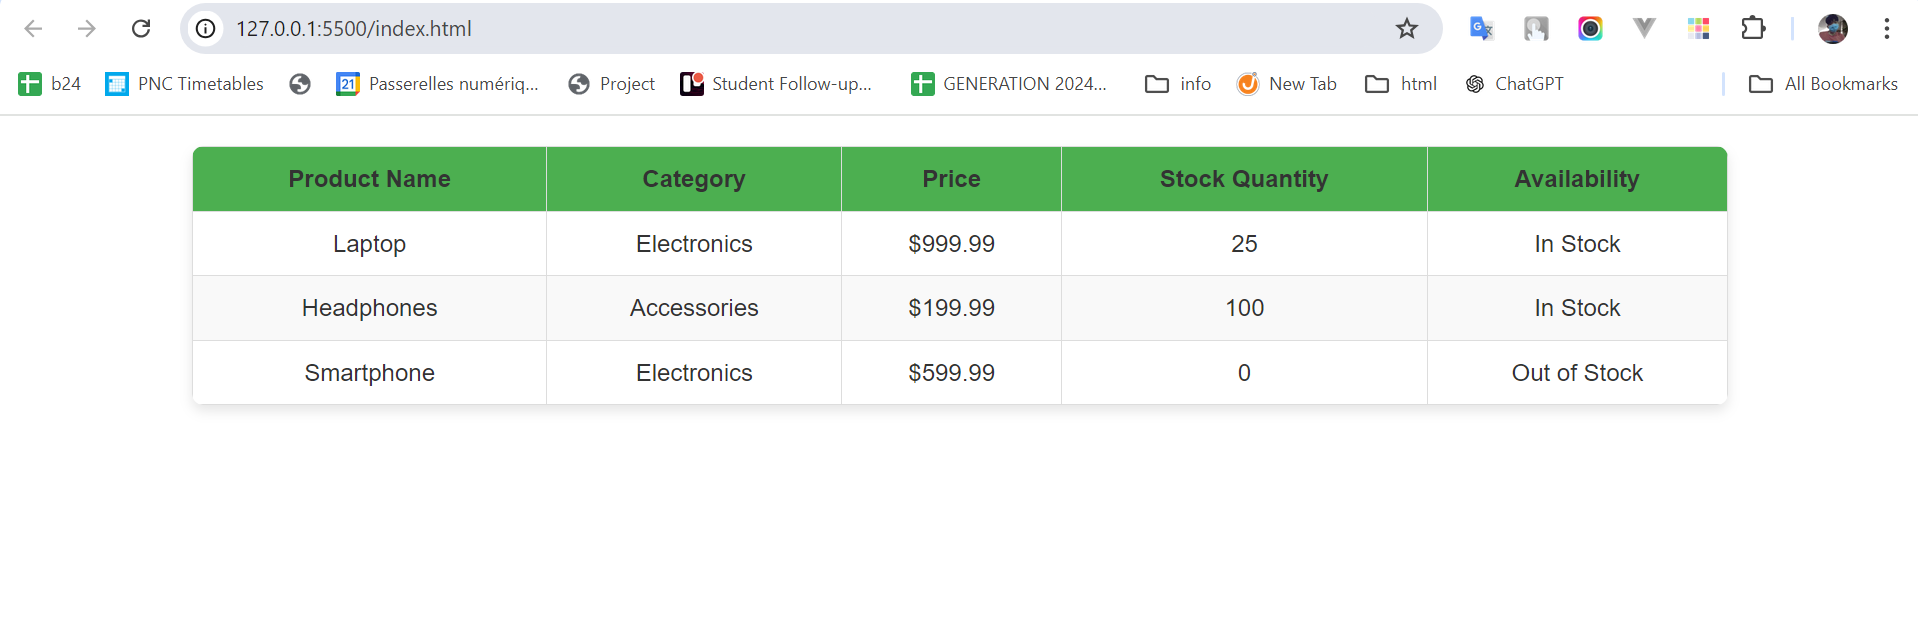 127.0.0.1:5500/index.html
b24 PNC Timetables 21 Passerelles numériq... Project Student Follow-up... GENERATION 2024... info New Tab html ChatGPT All Bookmarks
Product Name Category Price Stock Quantity Availability
Laptop Electronics $999.99 25 In Stock
Headphones Accessories $199.99 100 In Stock
Smartphone Electronics $599.99 0 Out of Stock